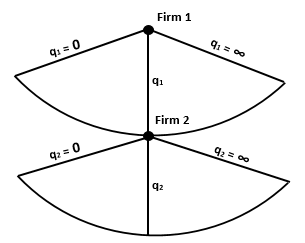 Firm 1
q₁ = 0
q₁ = ∞
q₁
Firm 2
q₂ = 0
q₂ = ∞
q₂